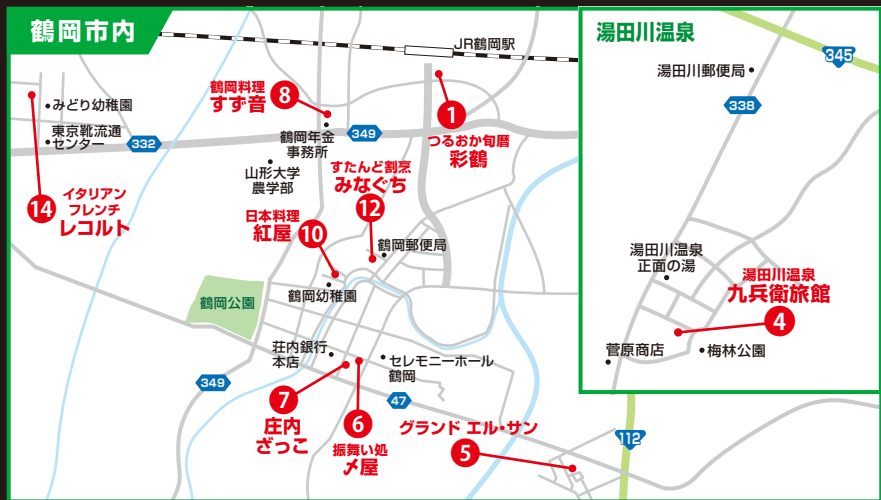 鶴岡市内
JR鶴岡駅
鶴岡料理
すず音
8
1
つるおか旬暦
彩鶴
みどり幼稚園
東京靴流通
センター
332
鶴岡年金
事務所
349
山形大学
農学部
すたんど割烹
みなぐち
12
14
イタリアン
フレンチ
レコルト
日本料理
紅屋
10
鶴岡郵便局
鶴岡公園
鶴岡幼稚園
荘内銀行
本店
セレモニーホール
鶴岡
349
7
庄内
ざっこ
6
振舞い処
〆屋
47
グランド エル・サン
5
112
湯田川温泉
345
湯田川郵便局
338
湯田川温泉
正面の湯
湯田川温泉
九兵衛旅館
4
菅原商店
梅林公園